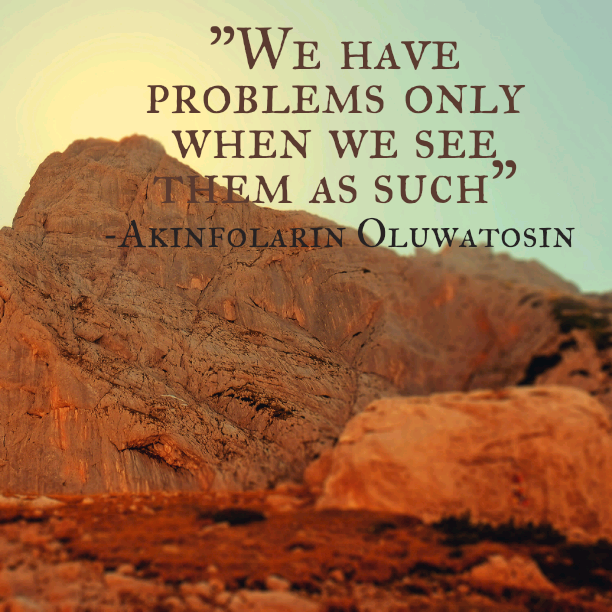 ”We have
problems only
when we see
them as such”
-Akinfolarin Oluwatosin